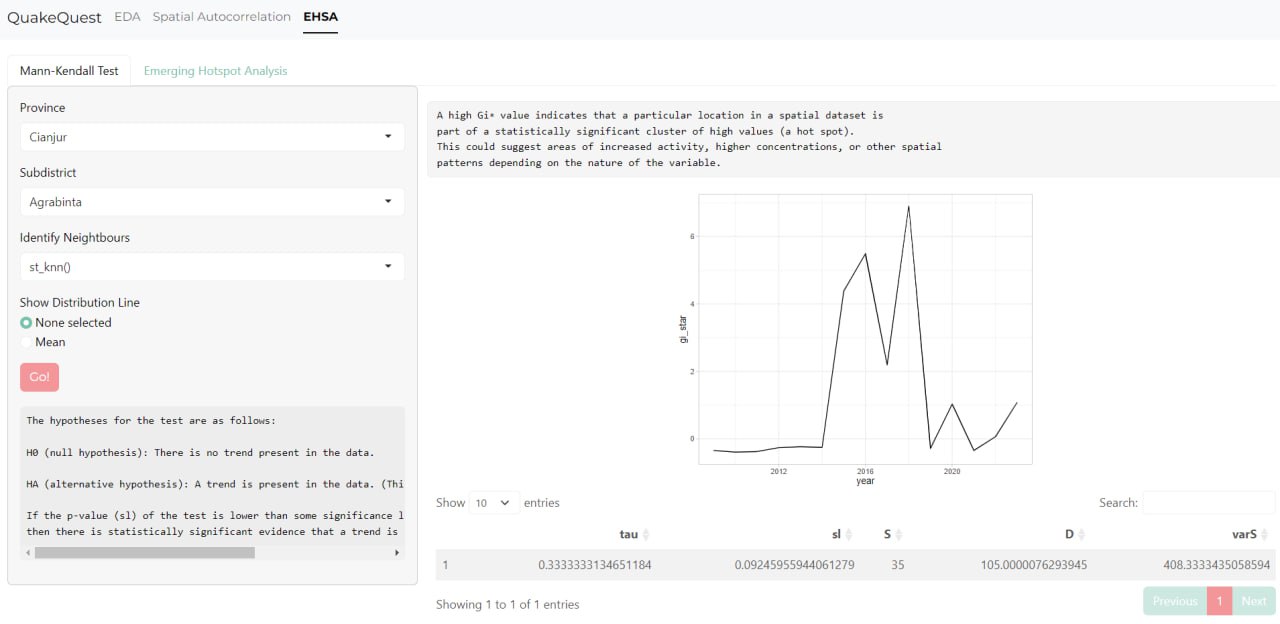 QuakeQuest EDA Spatial Autocorrelation EHSA
Mann-Kendall Test Emerging Hotspot Analysis
Province
Cianjur
Subdistrict
Agrabinta
Identify Neightbours
st_knn()
Show Distribution Line
None selected
Mean
Go!
The hypotheses for the test are as follows:
H0 (null hypothesis): There is no trend present in the data.
HA (alternative hypothesis): A trend is present in the data. (Thi
If the p-value (sl) of the test is lower than some significance l
then there is statistically significant evidence that a trend is
A high Gi* value indicates that a particular location in a spatial dataset is
part of a statistically significant cluster of high values (a hot spot).
This could suggest areas of increased activity, higher concentrations, or other spatial
patterns depending on the nature of the variable.
gi_star
6
4
2
0
2012 2016 2020
year
Show 10 entries Search:
tau sl S D varS
1 0.3333333134651184 0.09245955944061279 35 105.0000076293945 408.3333435058594
Showing 1 to 1 of 1 entries Previous 1 Next